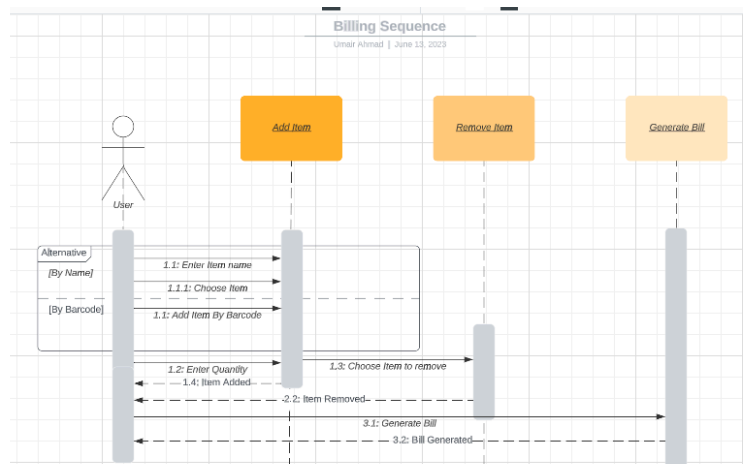 Billing Sequence
Umair Ahmad | June 13, 2023
Add Item
Remove Item
Generate Bill
User
Alternative
[By Name]
1.1: Enter Item name
1.1.1: Choose Item
[By Barcode]
1.1: Add Item By Barcode
1.2: Enter Quantity
1.3: Choose Item to remove
1.4: Item Added
2.2: Item Removed
3.1: Generate Bill
3.2: Bill Generated